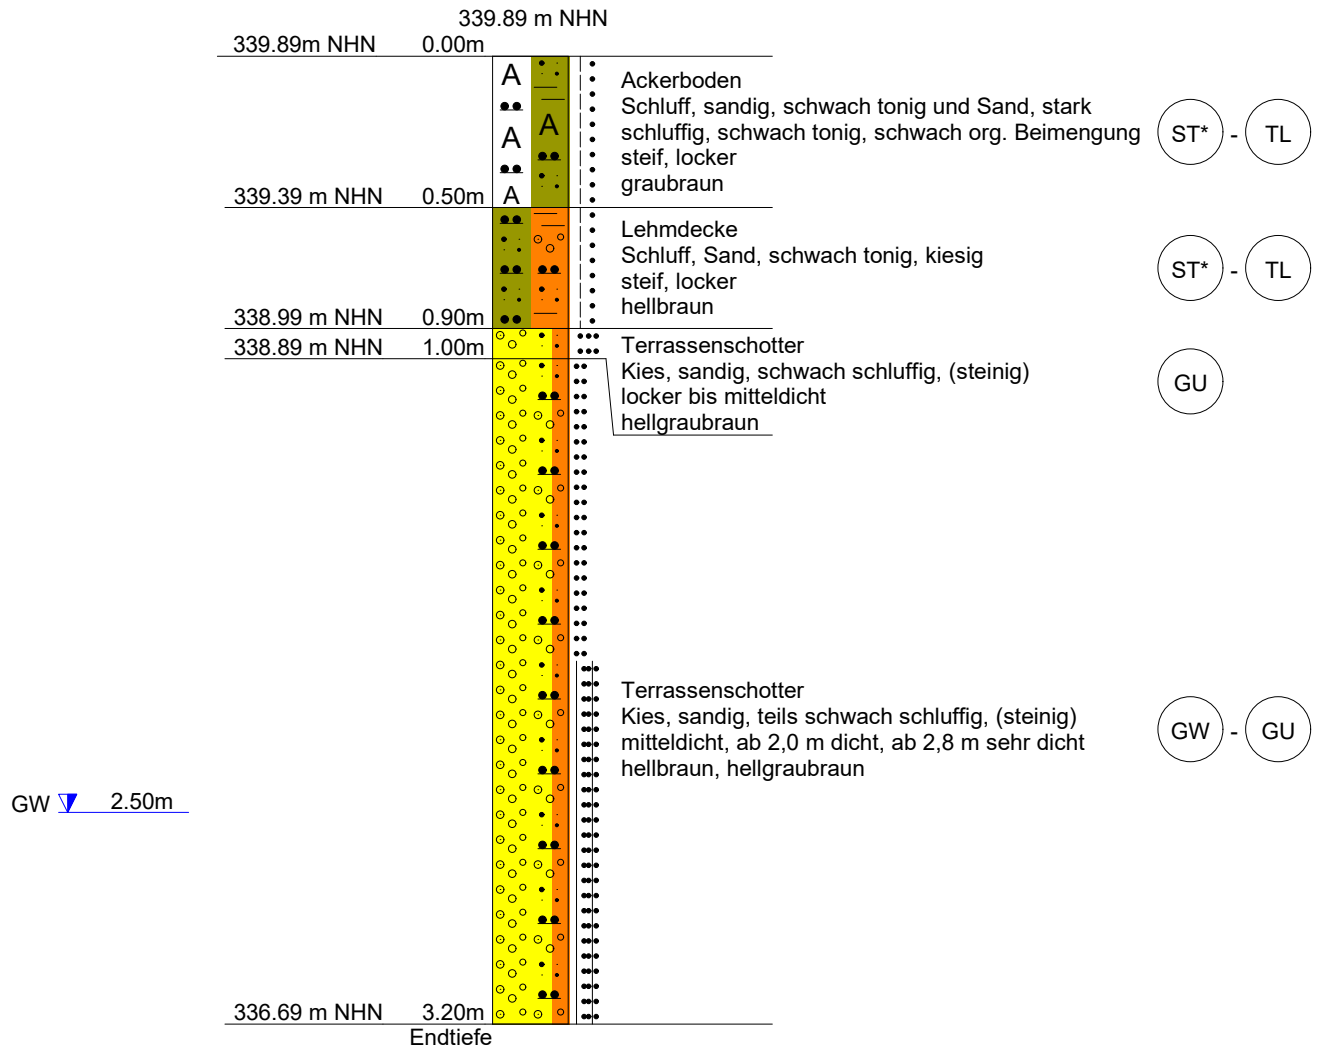 339.89 m NHN
339.89m NHN 0.00m
A
A
A
A
Ackerboden
Schluff, sandig, schwach tonig und Sand, stark
schluffig, schwach tonig, schwach org. Beimengung
steif, locker
graubraun
ST* - TL
339.39 m NHN 0.50m
Lehmdecke
Schluff, Sand, schwach tonig, kiesig
steif, locker
hellbraun
ST* - TL
338.99 m NHN 0.90m
338.89 m NHN 1.00m
Terrassenschotter
Kies, sandig, schwach schluffig, (steinig)
locker bis mitteldicht
hellgraubraun
GU
Terrassenschotter
Kies, sandig, teils schwach schluffig, (steinig)
mitteldicht, ab 2,0 m dicht, ab 2,8 m sehr dicht
hellbraun, hellgraubraun
GW - GU
GW 2.50m
336.69 m NHN 3.20m
Endtiefe